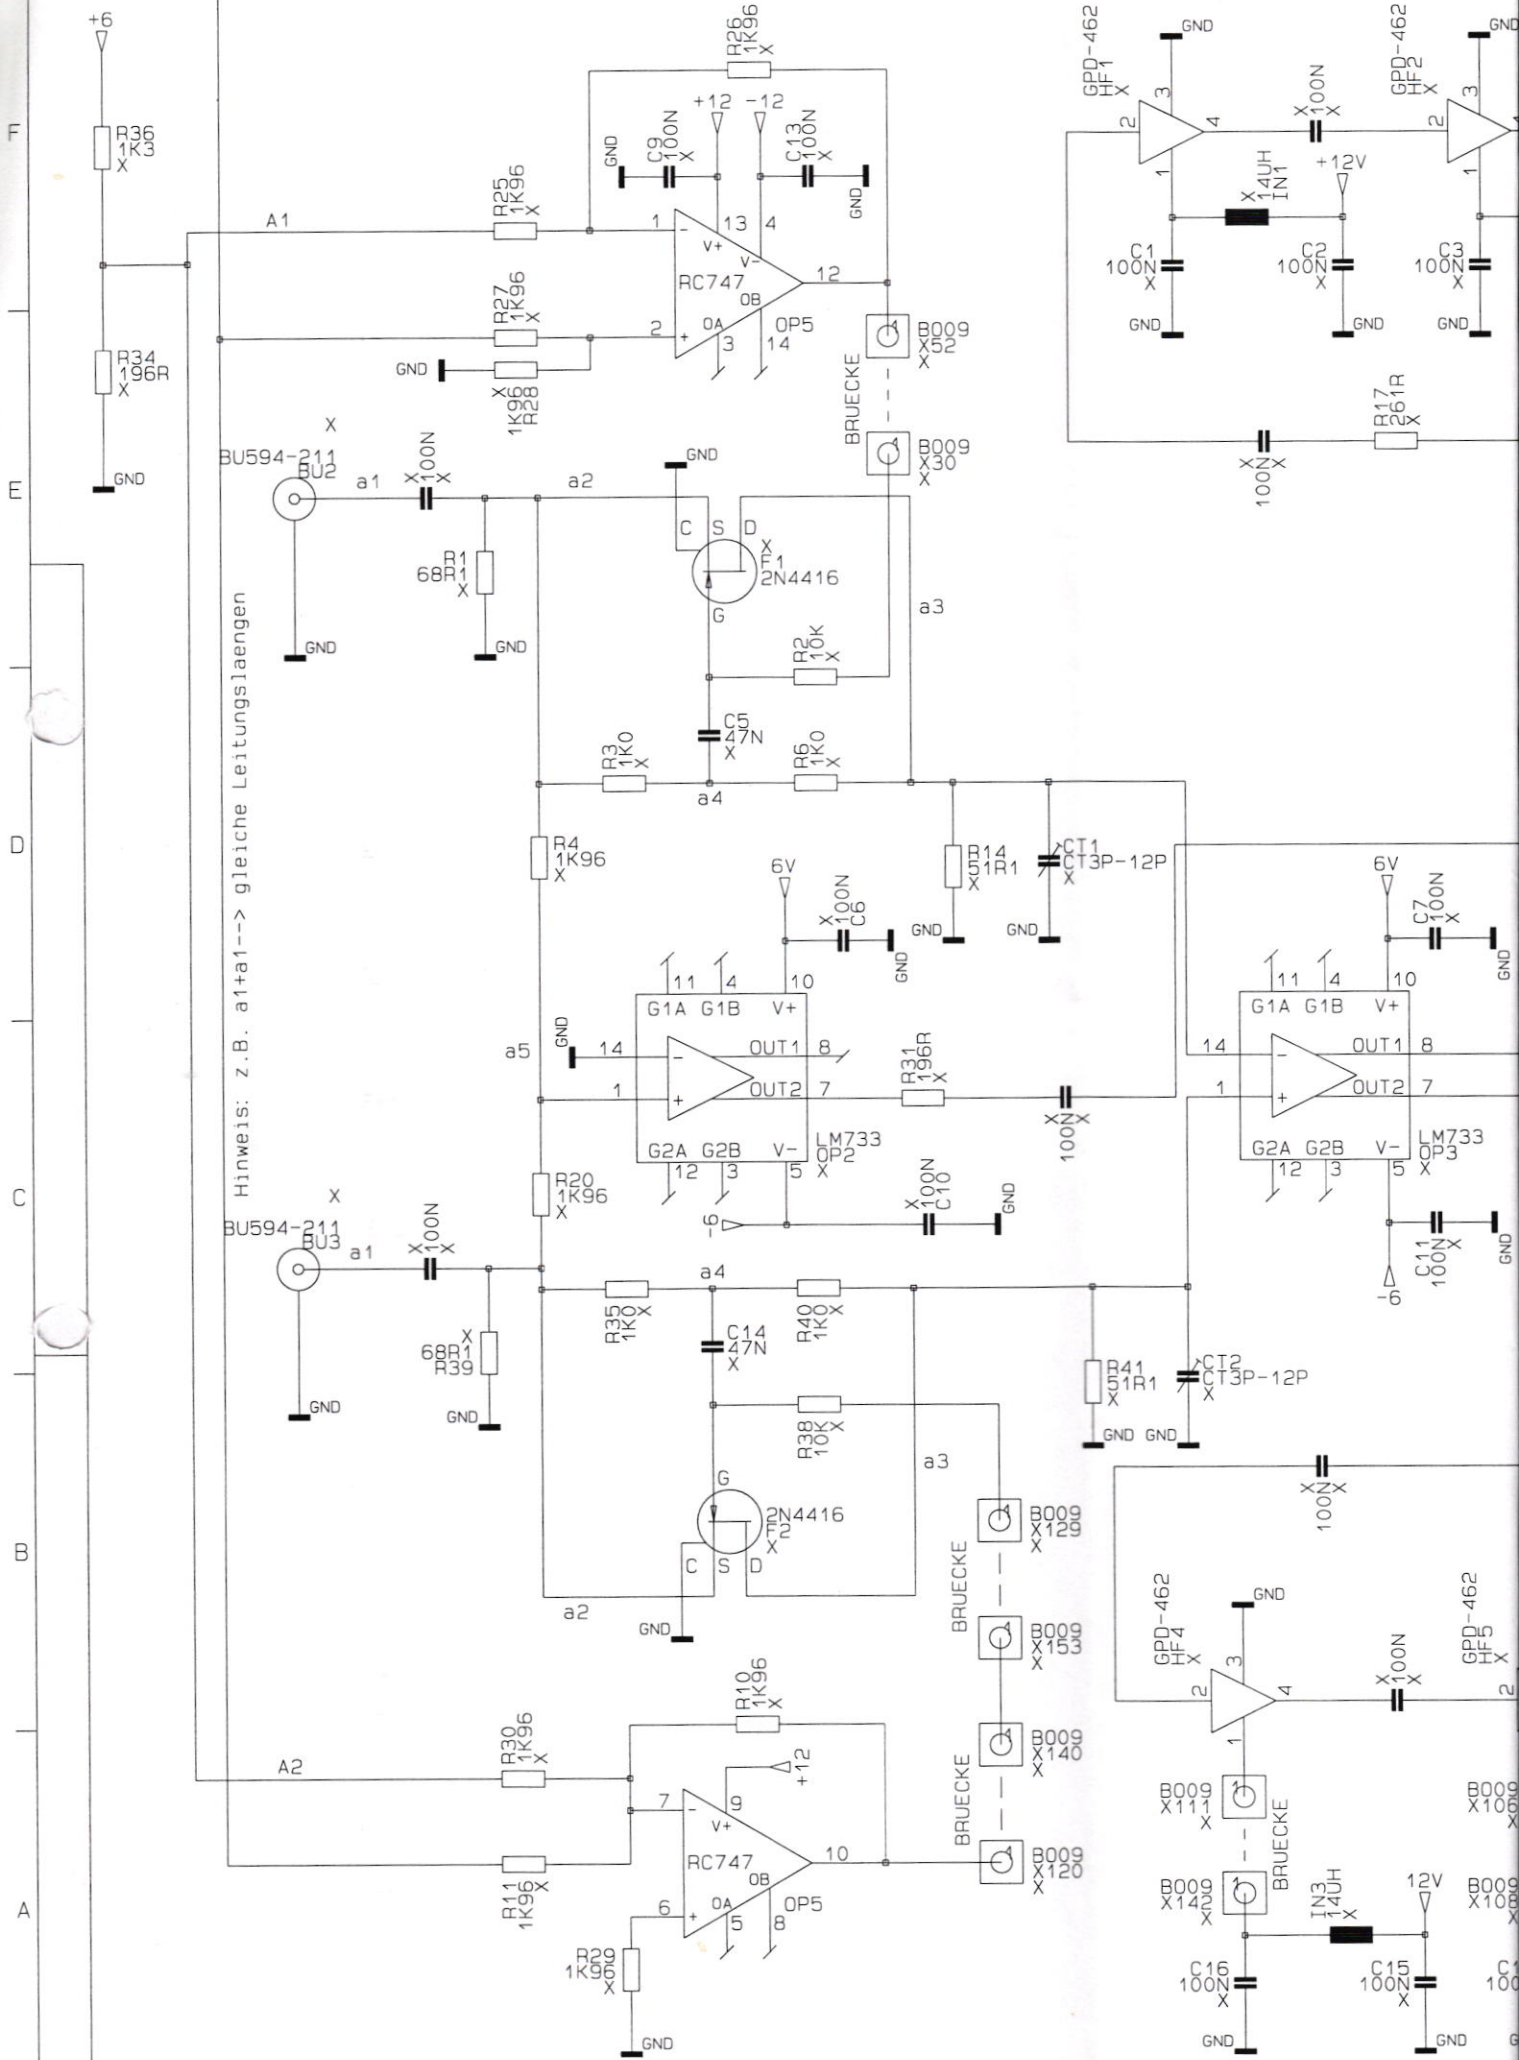 +6
F
R36
1K3
X
R34
196R
X
GND
E
D
C
B
A
A1
R25
1K96
X
R26
1K96
X
R27
1K96
X
GND
X
1K96
R28
GND
C9
100N
X
+12
-12
C13
100N
X
GND
1
-
13
V+
4
V-
RC747
12
OB
OA
2
+
3
14
OP5
B009
X52
X
BRUECKE
B009
X30
X
GPD-462
HF1
X
GND
3
2
4
1
X
100N
X
GPD-462
HF2
X
GND
3
2
1
X
14UH
IN1
+12V
C1
100N
X
GND
C2
100N
X
GND
C3
100N
X
GND
X
100N
X
R17
261R
X
X
BU594-211
BU2
a1
X
100N
X
a2
GND
GND
R1
68R1
X
GND
C
S
D
X
F1
2N4416
G
a3
R2
10K
X
C5
47N
X
R3
1K0
X
a4
R6
1K0
X
Hinweis: z.B. a1+a1--> gleiche Leitungslaengen
R4
1K96
X
6V
X
100N
C6
GND
R14
51R1
X
GND
CT1
CT3P-12P
X
GND
6V
C7
100N
X
GND
a5
GND
11
4
10
G1A
G1B
V+
14
-
OUT1
8
1
+
OUT2
7
G2A
G2B
V-
12
3
5
LM733
OP2
X
R31
196R
X
X
100N
X
11
4
10
G1A
G1B
V+
14
-
OUT1
8
1
+
OUT2
7
G2A
G2B
V-
12
3
5
LM733
OP3
X
R20
1K96
X
-6
X
100N
C10
GND
C11
100N
X
GND
-6
X
BU594-211
BU3
a1
X
100N
X
GND
X
68R1
R39
GND
R35
1K0
X
a4
R40
1K0
X
C14
47N
X
R38
10K
X
R41
51R1
X
GND
CT2
CT3P-12P
X
GND
a3
G
2N4416
F2
X
C
S
D
a2
GND
B009
X129
X
BRUECKE
B009
X153
X
B009
X140
X
BRUECKE
B009
X120
X
X
100N
X
GPD-462
HF4
X
GND
3
2
4
1
X
100N
X
GPD-462
HF5
X
2
A2
R30
1K96
X
R10
1K96
X
+12
R11
1K96
X
7
-
9
V+
RC747
10
OB
OA
6
+
5
8
OP5
R29
1K96
X
GND
B009
X111
X
BRUECKE
B009
X142
X
IN3
14UH
X
12V
C16
100N
X
GND
C15
100N
X
GND
B009
X106
X
B009
X108
X